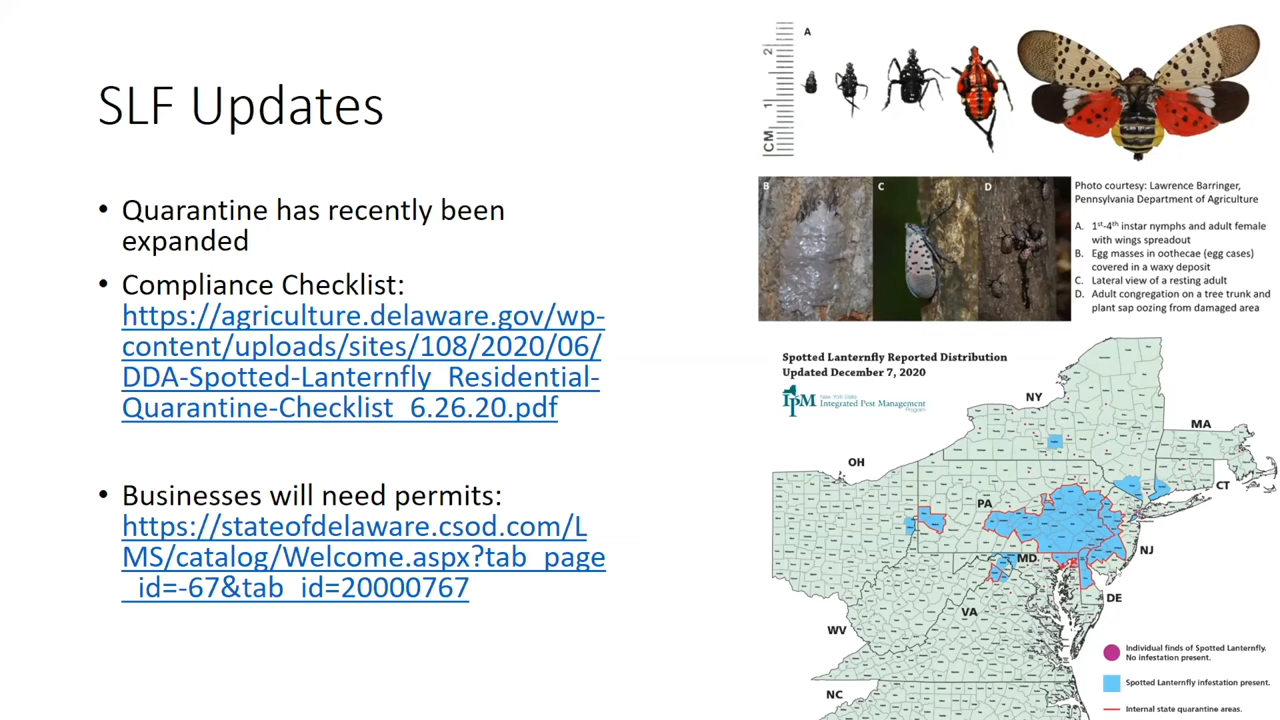 SLF Updates
• Quarantine has recently been
expanded
• Compliance Checklist:
https://agriculture.delaware.gov/wp-
content/uploads/sites/108/2020/06/
DDA-Spotted-Lanternfly_Residential-
Quarantine-Checklist_6.26.20.pdf
• Businesses will need permits:
https://stateofdelaware.csod.com/L
MS/catalog/Welcome.aspx?tab_page
_id=-67&tab_id=20000767
A
2
1
CM
B
C
D
Photo courtesy: Lawrence Barringer,
Pennsylvania Department of Agriculture
A. 1st-4th instar nymphs and adult female
with wings spreadout
B. Egg masses in oothecae (egg cases)
covered in a waxy deposit
C. Lateral view of a resting adult
D. Adult congregation on a tree trunk and
plant sap oozing from damaged area
Spotted Lanternfly Reported Distribution
Updated December 7, 2020
IPM
New York State
Integrated Pest Management
Program
NY
MA
OH
CT
PA
NJ
MD
DE
VA
WV
NC
Individual finds of Spotted Lanternfly.
No infestation present.
Spotted Lanternfly infestation present.
Internal state quarantine areas.